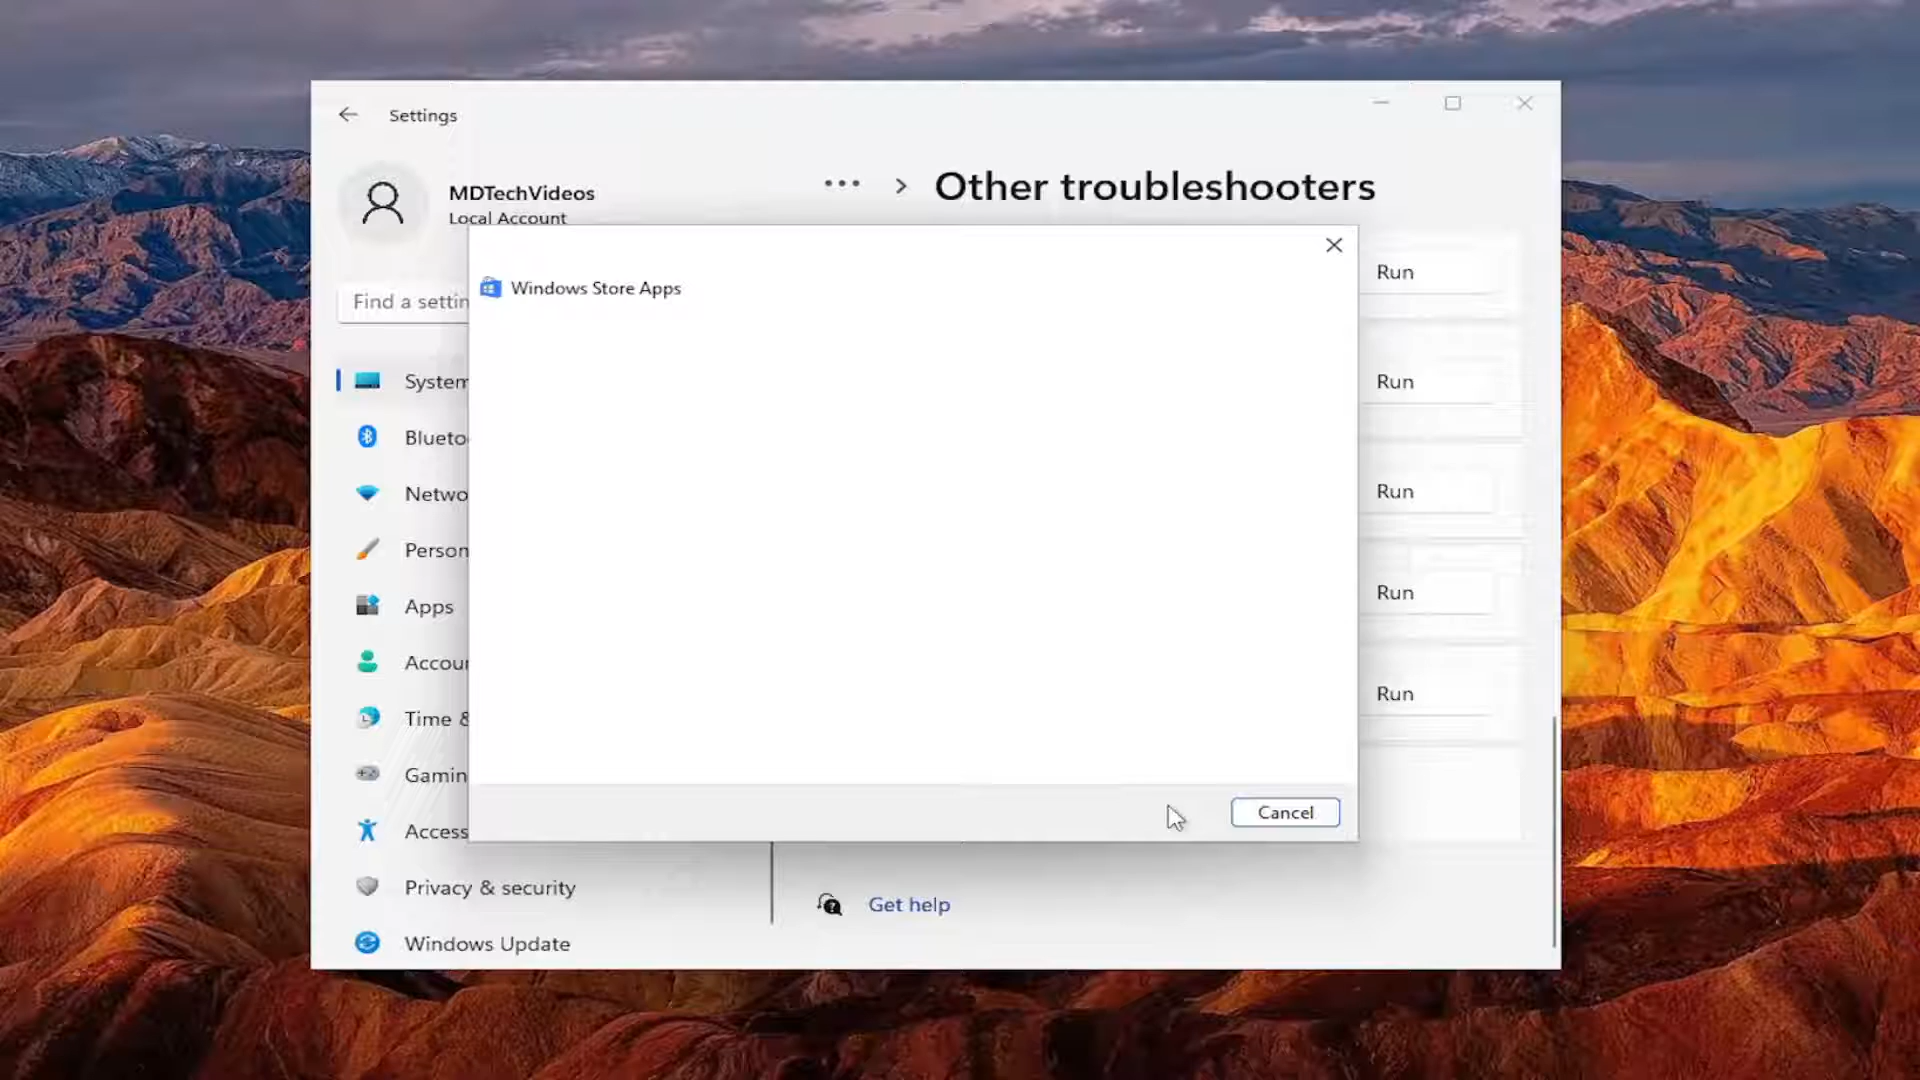 Settings
MDTechVideos
Local Account
••• > Other troubleshooters
Find a settin
Windows Store Apps
System
Blueto
Netwo
Person
Apps
Accour
Time &
Gamin
Access
Privacy & security
Windows Update
Run
Run
Run
Run
Run
Cancel
Get help